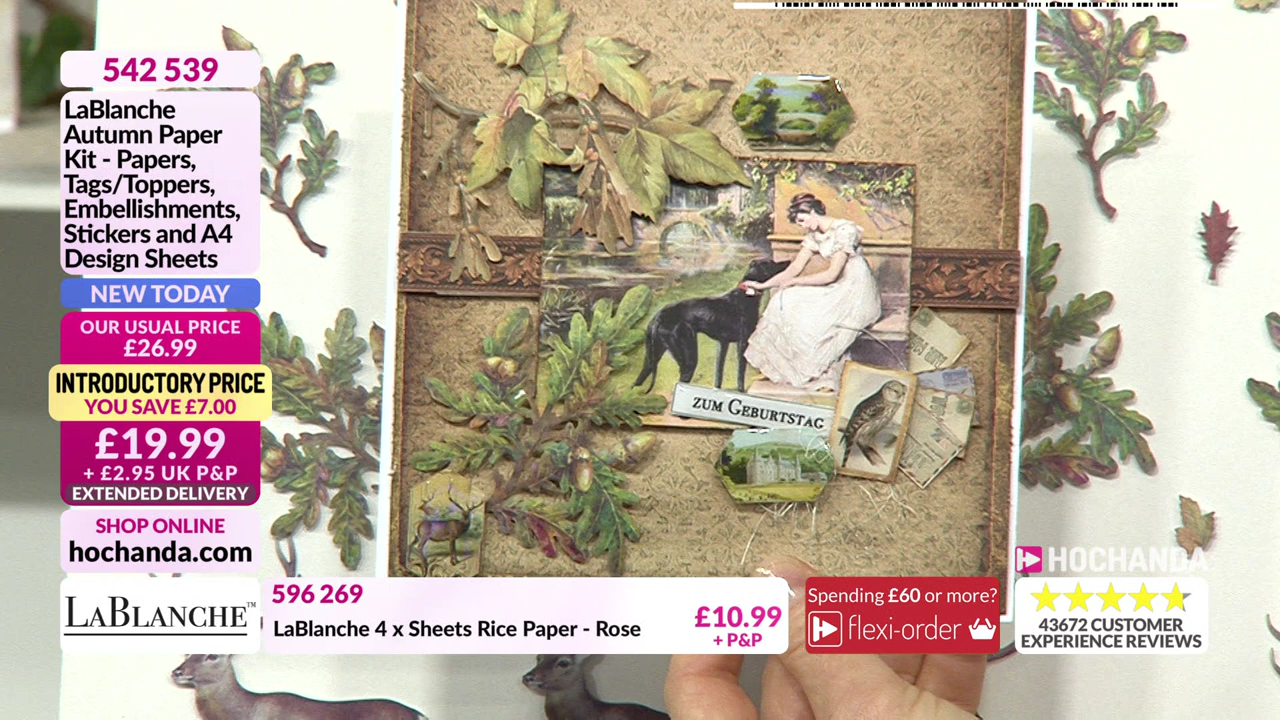 542 539
LaBlanche
Autumn Paper
Kit - Papers,
Tags/Toppers,
Embellishments,
Stickers and A4
Design Sheets
NEW TODAY
OUR USUAL PRICE
£26.99
INTRODUCTORY PRICE
YOU SAVE £7.00
£19.99
+ £2.95 UK P&P
EXTENDED DELIVERY
SHOP ONLINE
hochanda.com
ZUM GEBURTSTAG
HOCHANDA
LABLANCHE™
596 269
LaBlanche 4 x Sheets Rice Paper - Rose
£10.99
+ P&P
Spending £60 or more?
flexi-order
43672 CUSTOMER
EXPERIENCE REVIEWS